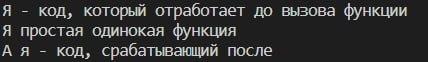 Я - код, который отработает до вызова функции
Я простая одинокая функция
А я - код, срабатывающий после